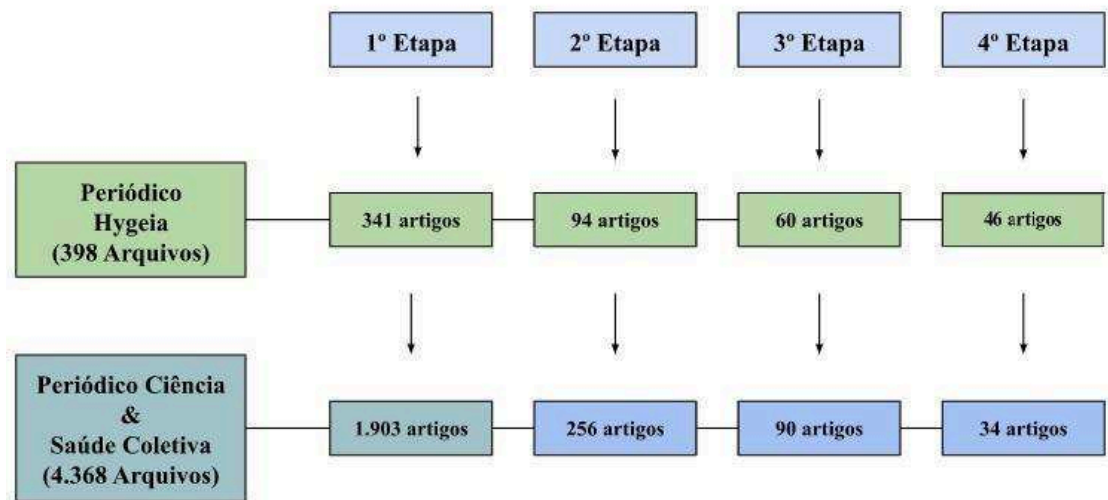 1º Etapa
2º Etapa
3º Etapa
4º Etapa
Periódico
Hygeia
(398 Arquivos)
341 artigos
94 artigos
60 artigos
46 artigos
Periódico Ciência
&
Saúde Coletiva
(4.368 Arquivos)
1.903 artigos
256 artigos
90 artigos
34 artigos